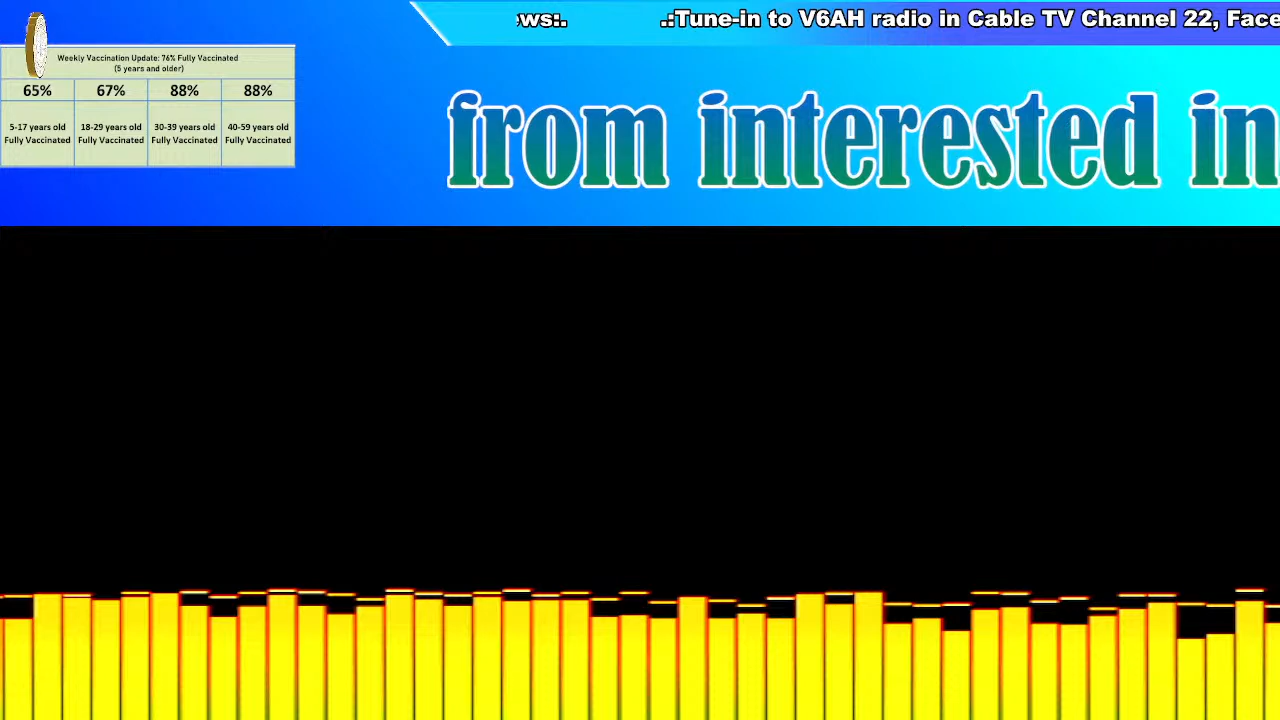 ws:. .:Tune-in to V6AH radio in Cable TV Channel 22, Face
Weekly Vaccination Update: 76% Fully Vaccinated
(5 years and older)
65% 67% 88% 88%
5-17 years old 18-29 years old 30-39 years old 40-59 years old
Fully Vaccinated Fully Vaccinated Fully Vaccinated Fully Vaccinated
from interested in